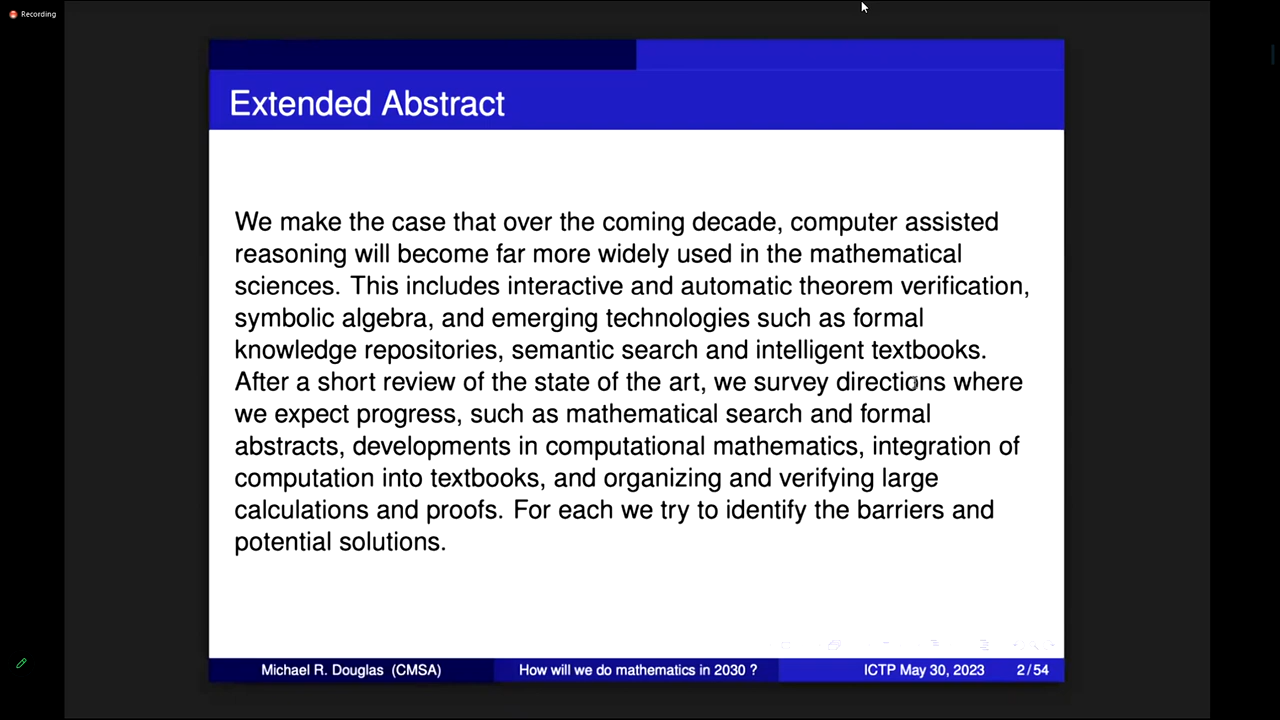 Recording
Extended Abstract
We make the case that over the coming decade, computer assisted
reasoning will become far more widely used in the mathematical
sciences. This includes interactive and automatic theorem verification,
symbolic algebra, and emerging technologies such as formal
knowledge repositories, semantic search and intelligent textbooks.
After a short review of the state of the art, we survey directions where
we expect progress, such as mathematical search and formal
abstracts, developments in computational mathematics, integration of
computation into textbooks, and organizing and verifying large
calculations and proofs. For each we try to identify the barriers and
potential solutions.
Michael R. Douglas (CMSA) How will we do mathematics in 2030 ? ICTP May 30, 2023 2 / 54